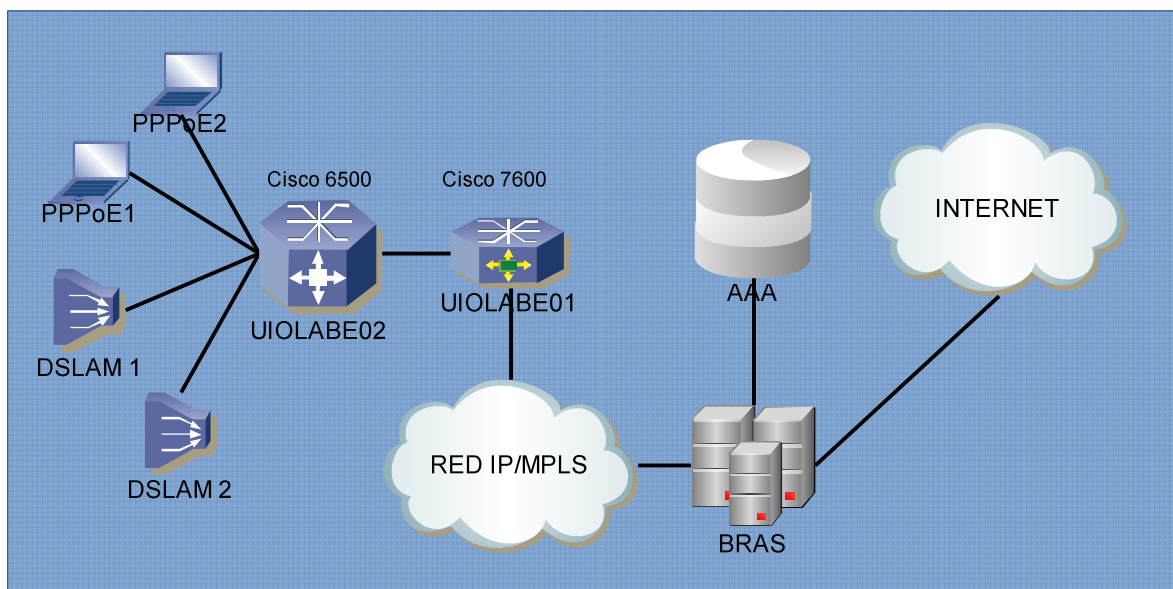 PPPoE2
PPPoE1
Cisco 6500
Cisco 7600
INTERNET
AAA
UIOLABE02
UIOLABE01
DSLAM 1
DSLAM 2
RED IP/MPLS
BRAS